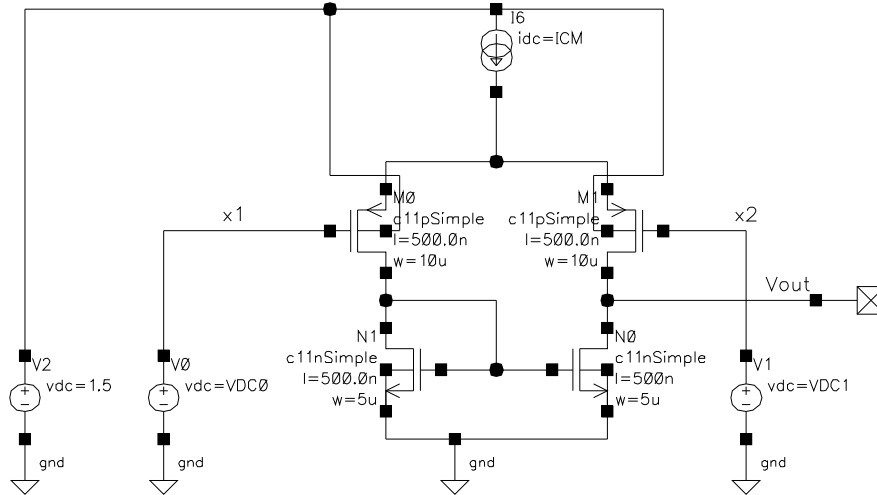 I6
idc=ICM
M0
c11pSimple
l=500.0n
w=10u
M1
c11pSimple
l=500.0n
w=10u
x1
x2
Vout
N1
c11nSimple
l=500.0n
w=5u
N0
c11nSimple
l=500n
w=5u
V2
vdc=1.5
V0
vdc=VDC0
V1
vdc=VDC1
gnd
gnd
gnd
gnd